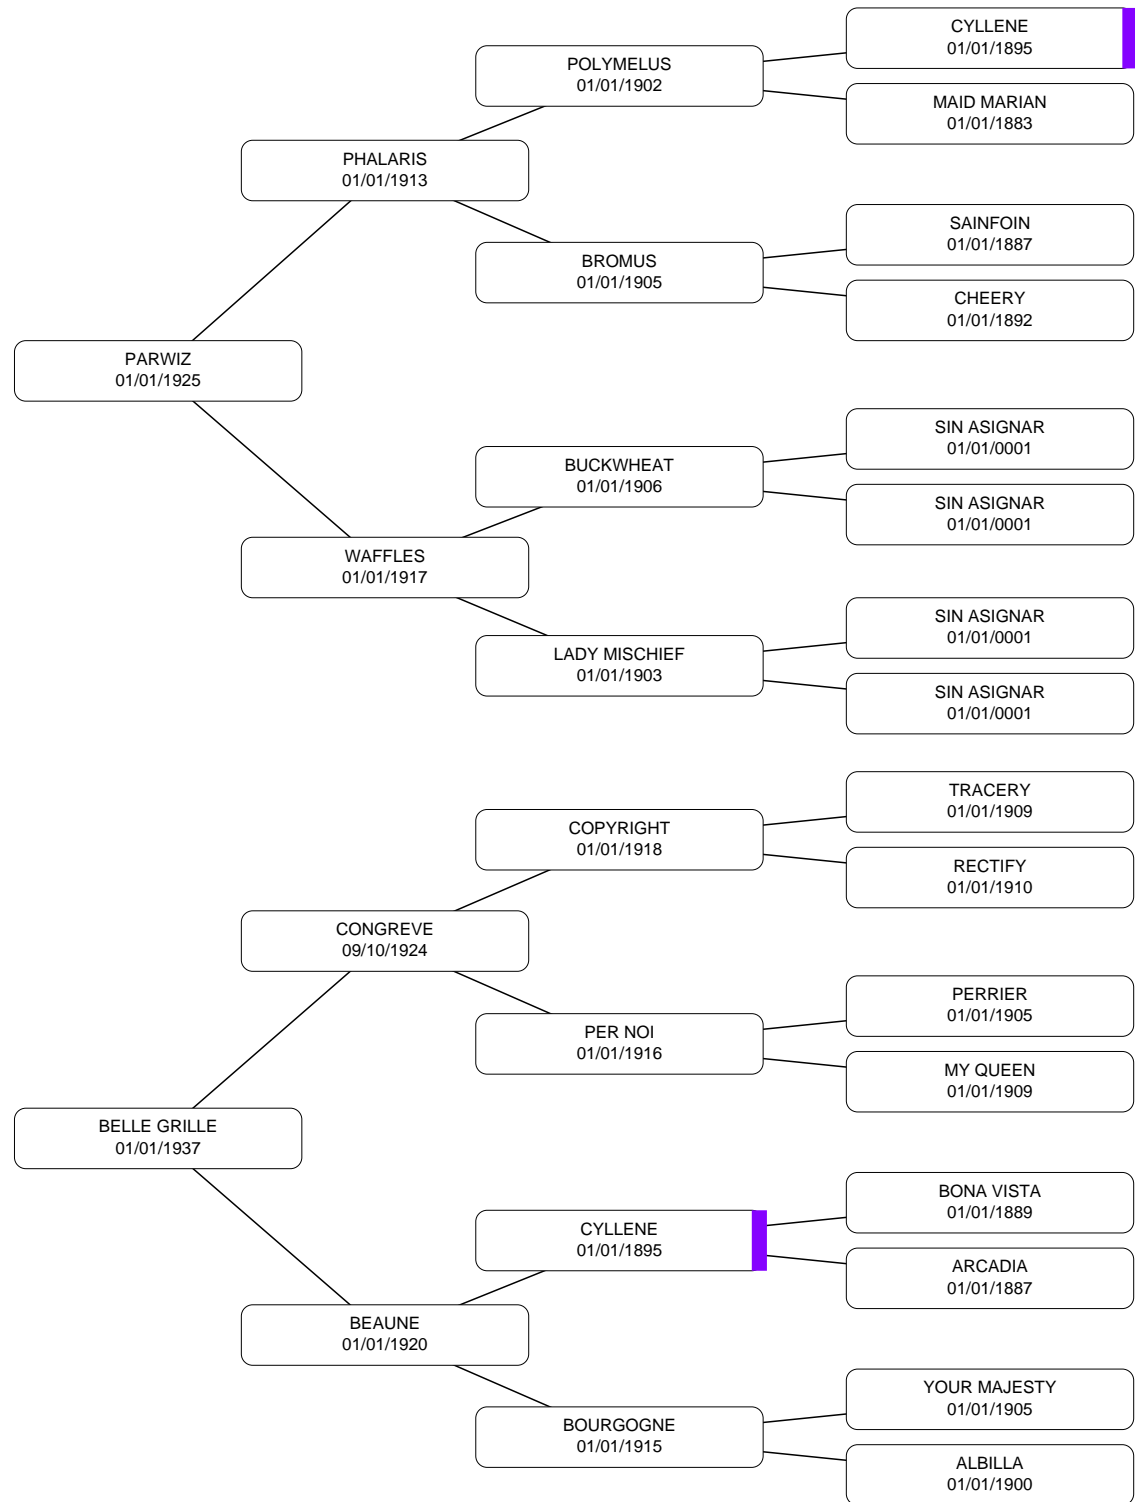 CYLLENE
01/01/1895
POLYMELUS
01/01/1902
MAID MARIAN
01/01/1883
PHALARIS
01/01/1913
SAINFOIN
01/01/1887
BROMUS
01/01/1905
CHEERY
01/01/1892
PARWIZ
01/01/1925
SIN ASIGNAR
01/01/0001
BUCKWHEAT
01/01/1906
SIN ASIGNAR
01/01/0001
WAFFLES
01/01/1917
SIN ASIGNAR
01/01/0001
LADY MISCHIEF
01/01/1903
SIN ASIGNAR
01/01/0001
TRACERY
01/01/1909
COPYRIGHT
01/01/1918
RECTIFY
01/01/1910
CONGREVE
09/10/1924
PERRIER
01/01/1905
PER NOI
01/01/1916
MY QUEEN
01/01/1909
BELLE GRILLE
01/01/1937
BONA VISTA
01/01/1889
CYLLENE
01/01/1895
ARCADIA
01/01/1887
BEAUNE
01/01/1920
YOUR MAJESTY
01/01/1905
BOURGOGNE
01/01/1915
ALBILLA
01/01/1900